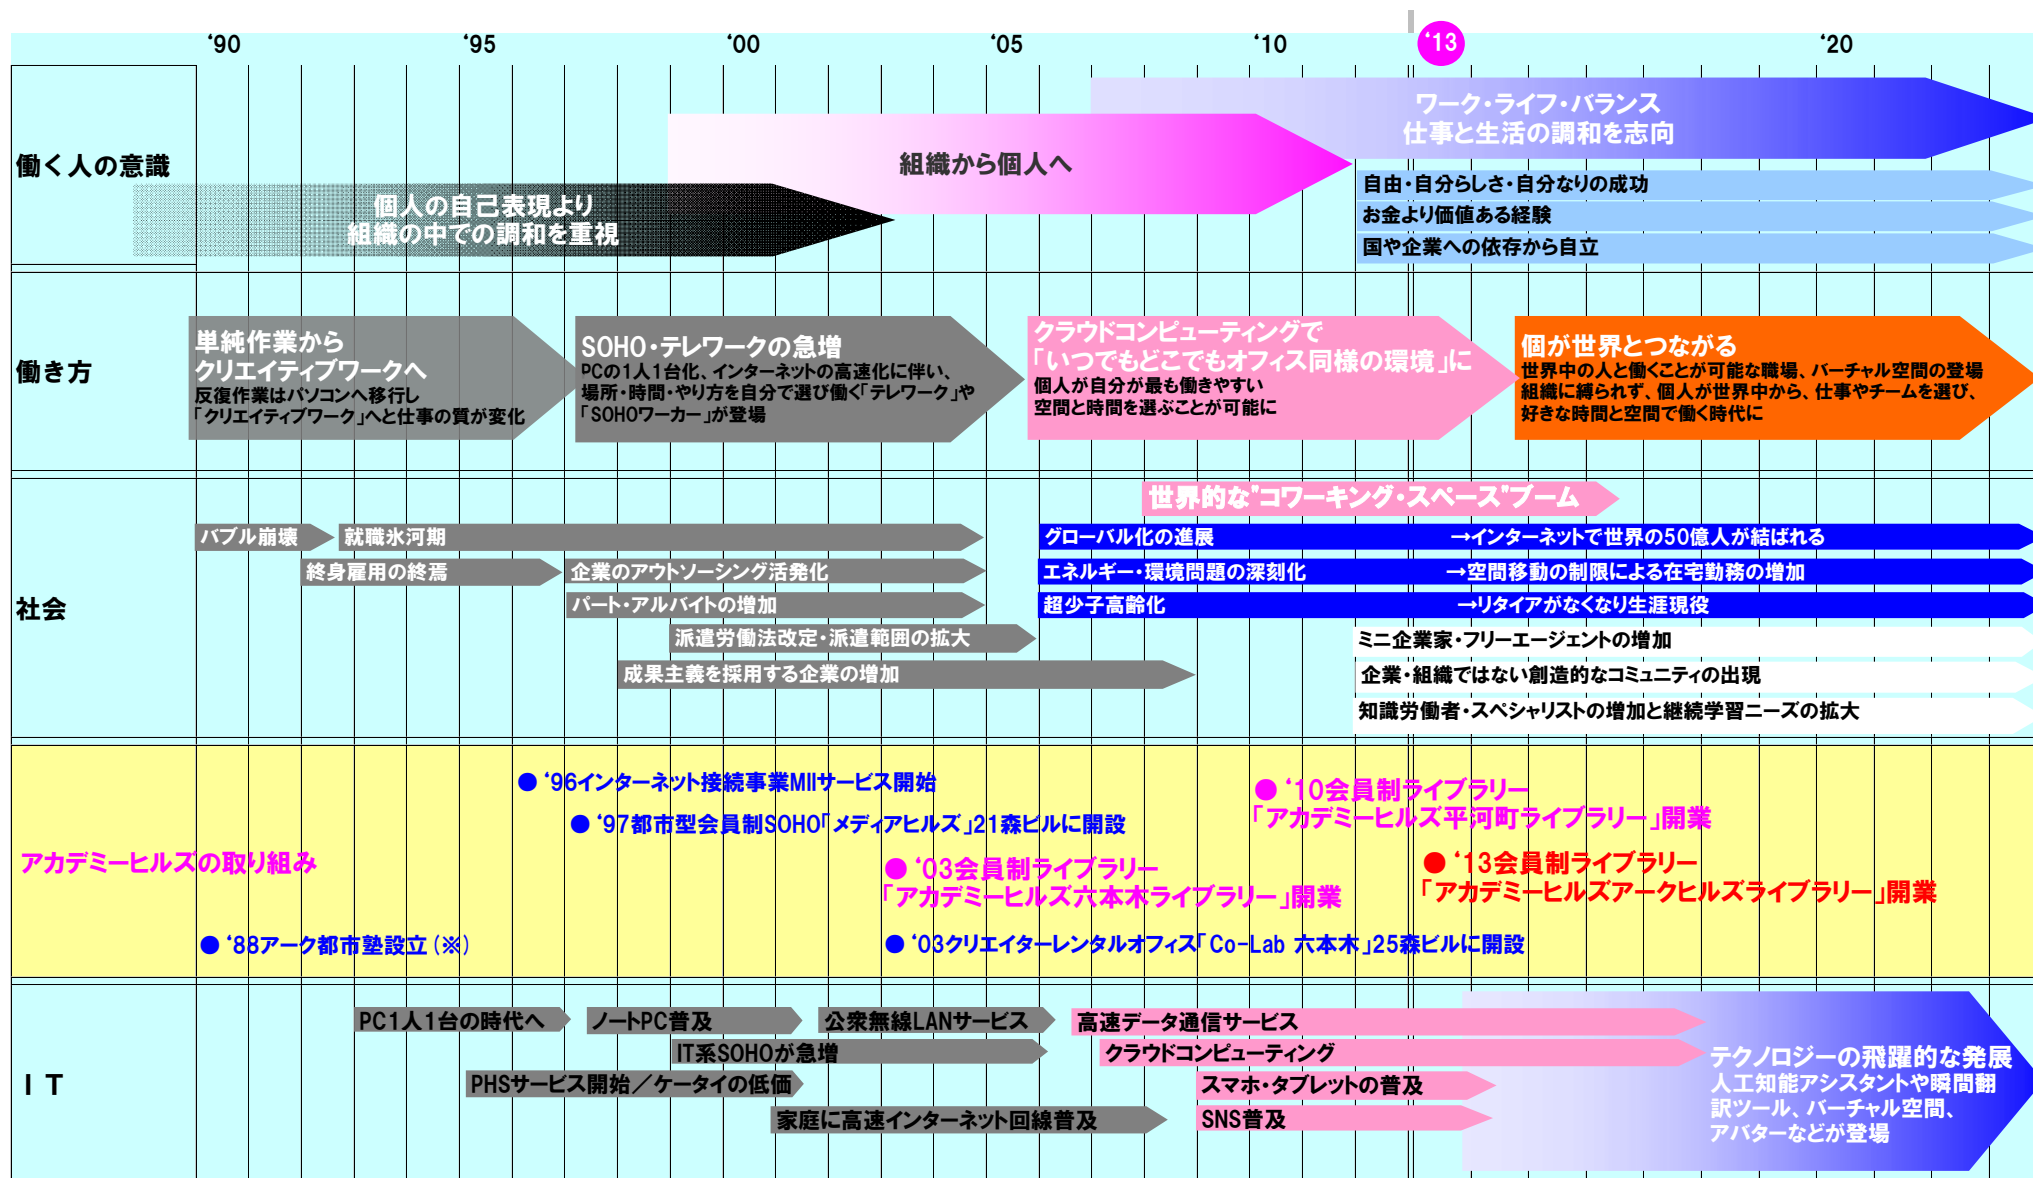 ‘90 ‘95 ‘00 ‘05 ‘10 ‘13 ‘20
働く人の意識
ワーク・ライフ・バランス
仕事と生活の調和を志向
組織から個人へ
個人の自己表現より
組織の中での調和を重視
自由・自分らしさ・自分なりの成功
お金より価値ある経験
国や企業への依存から自立
働き方
単純作業から
クリエイティブワークへ
反復作業はパソコンへ移行し
「クリエイティブワーク」へと仕事の質が変化
SOHO・テレワークの急増
PCの1人1台化、インターネットの高速化に伴い、
場所・時間・やり方を自分で選び働く「テレワーク」や
「SOHOワーカー」が登場
クラウドコンピューティングで
「いつでもどこでもオフィス同様の環境」に
個人が自分が最も働きやすい
空間と時間を選ぶことが可能に
個が世界とつながる
世界中の人と働くことが可能な職場、バーチャル空間の登場
組織に縛られず、個人が世界中から、仕事やチームを選び、
好きな時間と空間で働く時代に
社会
世界的な"コワーキング・スペース"ブーム
バブル崩壊
就職氷河期
グローバル化の進展 →インターネットで世界の50億人が結ばれる
終身雇用の終焉
企業のアウトソーシング活発化
エネルギー・環境問題の深刻化 →空間移動の制限による在宅勤務の増加
パート・アルバイトの増加
超少子高齢化 →リタイアがなくなり生涯現役
派遣労働法改定・派遣範囲の拡大
ミニ企業家・フリーエージェントの増加
成果主義を採用する企業の増加
企業・組織ではない創造的なコミュニティの出現
知識労働者・スペシャリストの増加と継続学習ニーズの拡大
アカデミーヒルズの取り組み
● ‘96インターネット接続事業MIIサービス開始
● ‘97都市型会員制SOHO「メディアヒルズ」21森ビルに開設
● ‘10会員制ライブラリー
「アカデミーヒルズ平河町ライブラリー」開業
● ‘03会員制ライブラリー
「アカデミーヒルズ六本木ライブラリー」開業
● ‘13会員制ライブラリー
「アカデミーヒルズアークヒルズライブラリー」開業
● ‘88アーク都市塾設立(※)
● ‘03クリエイターレンタルオフィス「Co-Lab 六本木」25森ビルに開設
IT
PC1人1台の時代へ
ノートPC普及
公衆無線LANサービス
高速データ通信サービス
IT系SOHOが急増
クラウドコンピューティング
PHSサービス開始／ケータイの低価
スマホ・タブレットの普及
家庭に高速インターネット回線普及
SNS普及
テクノロジーの飛躍的な発展
人工知能アシスタントや瞬間翻
訳ツール、バーチャル空間、
アバターなどが登場